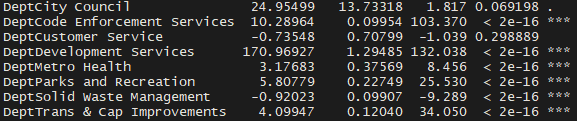 DeptCity Council 24.95499 13.73318 1.817 0.069198 .
DeptCode Enforcement Services 10.28964 0.09954 103.370 < 2e-16 ***
DeptCustomer Service -0.73548 0.70799 -1.039 0.298889
DeptDevelopment Services 170.96927 1.29485 132.038 < 2e-16 ***
DeptMetro Health 3.17683 0.37569 8.456 < 2e-16 ***
DeptParks and Recreation 5.80779 0.22749 25.530 < 2e-16 ***
DeptSolid Waste Management -0.92023 0.09907 -9.289 < 2e-16 ***
DeptTrans & Cap Improvements 4.09947 0.12040 34.050 < 2e-16 ***